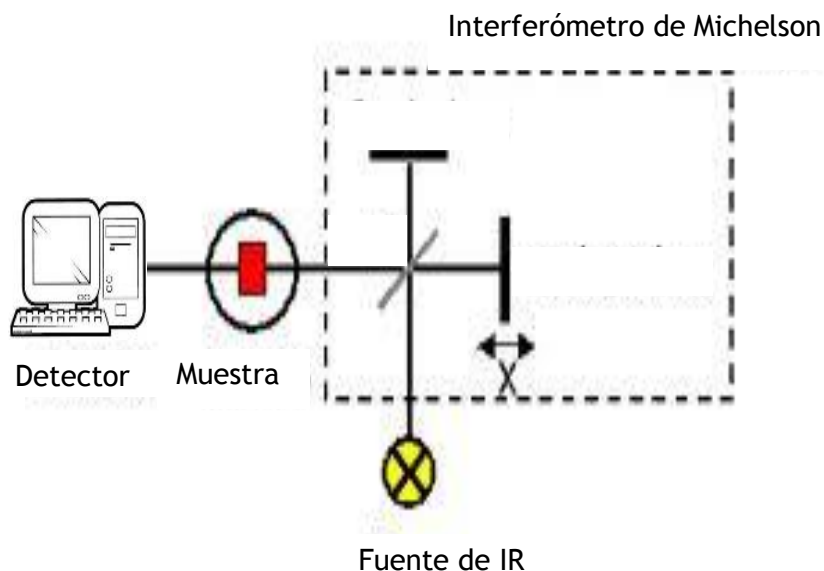 Interferómetro de Michelson
Detector
Muestra
X
Fuente de IR